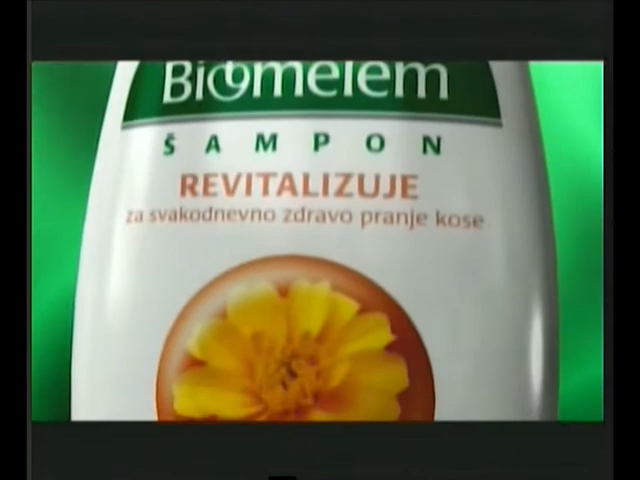 Biomelem
ŠAMPON
REVITALIZUJE
za svakodnevno zdravo pranje kose